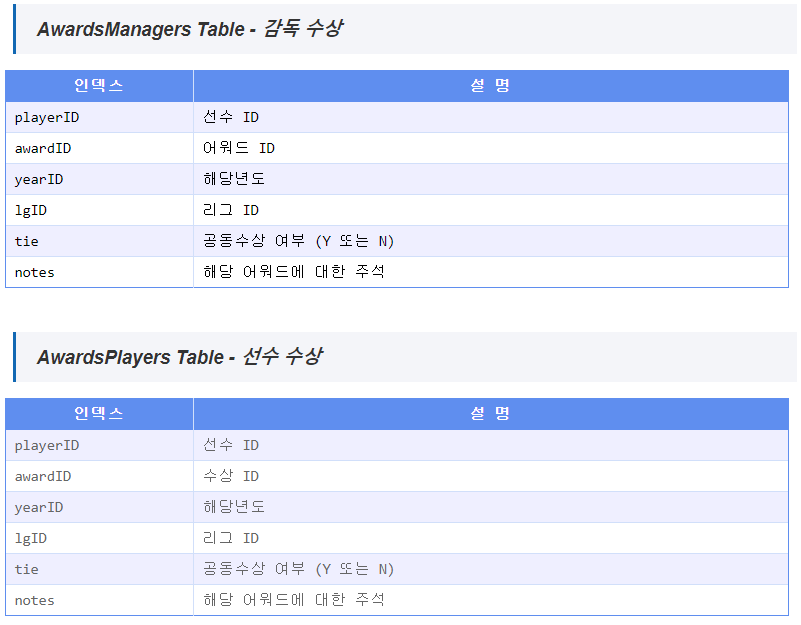 AwardsManagers Table - 감독 수상
인덱스 설 명
playerID 선수 ID
awardID 어워드 ID
yearID 해당년도
lgID 리그 ID
tie 공동수상 여부 (Y 또는 N)
notes 해당 어워드에 대한 주석
AwardsPlayers Table - 선수 수상
인덱스 설 명
playerID 선수 ID
awardID 수상 ID
yearID 해당년도
lgID 리그 ID
tie 공동수상 여부 (Y 또는 N)
notes 해당 어워드에 대한 주석